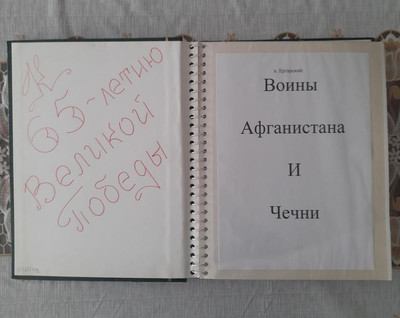 К
65-летию
Великой
Победы
Воины
Афганистана
И
Чечни